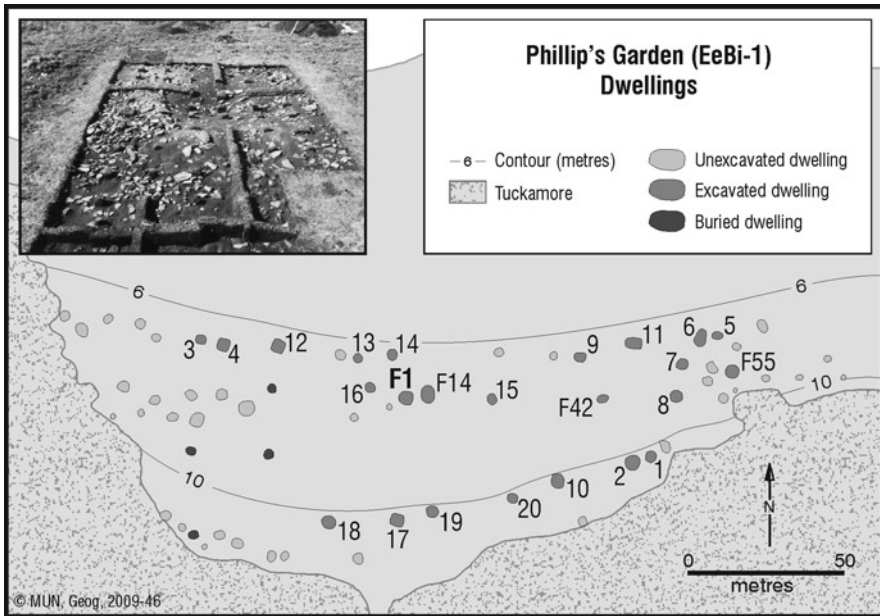 Phillip's Garden (EeBi-1)
Dwellings
6 Contour (metres)
Tuckamore
Unexcavated dwelling
Excavated dwelling
Buried dwelling
6
6
3
4
12
13
14
9
11
6
5
7
F55
16
F1
F14
15
F42
8
10
10
2
1
10
20
19
17
18
N
0
50
metres
© MUN, Geog, 2009-46